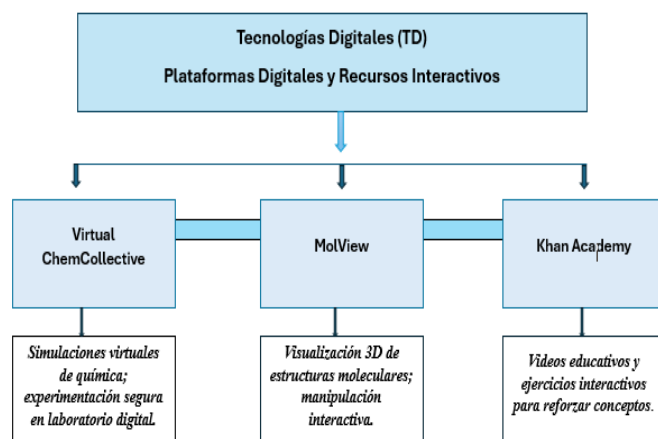 Tecnologías Digitales (TD)
Plataformas Digitales y Recursos Interactivos
Virtual
ChemCollective
MolView
Khan Academy
Simulaciones virtuales
de química;
experimentación segura
en laboratorio digital.
Visualización 3D de
estructuras moleculares;
manipulación
interactiva.
Videos educativos y
ejercicios interactivos
para reforzar conceptos.